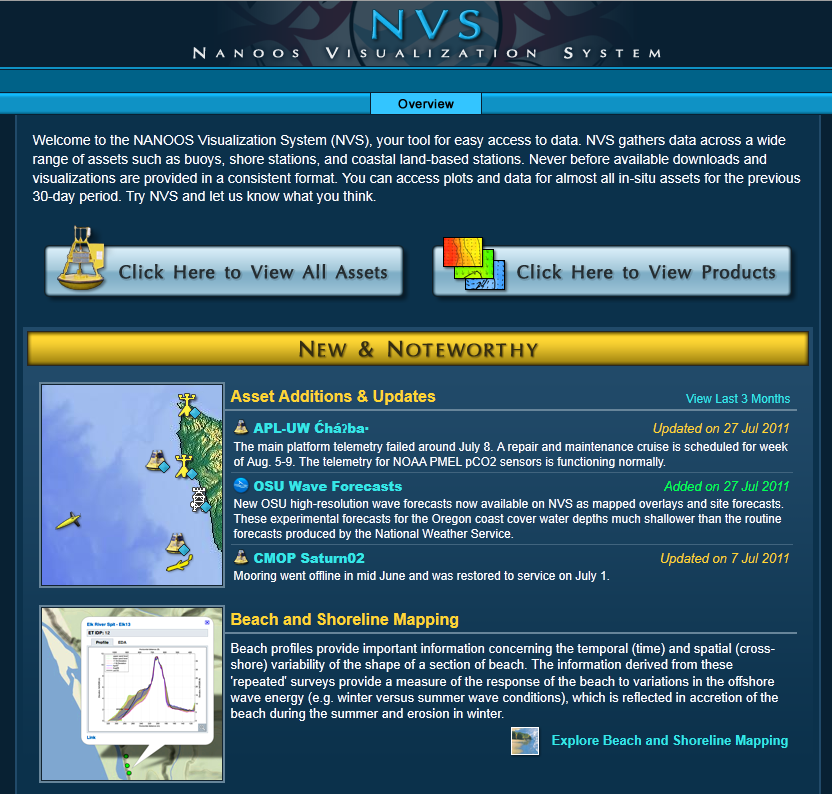 NVS
NANOOS VISUALIZATION SYSTEM
Overview
Welcome to the NANOOS Visualization System (NVS), your tool for easy access to data. NVS gathers data across a wide
range of assets such as buoys, shore stations, and coastal land-based stations. Never before available downloads and
visualizations are provided in a consistent format. You can access plots and data for almost all in-situ assets for the previous
30-day period. Try NVS and let us know what you think.
Click Here to View All Assets
Click Here to View Products
NEW & NOTEWORTHY
Asset Additions & Updates
View Last 3 Months
APL-UW Ćháʔba·
Updated on 27 Jul 2011
The main platform telemetry failed around July 8. A repair and maintenance cruise is scheduled for week
of Aug. 5-9. The telemetry for NOAA PMEL pCO2 sensors is functioning normally.
OSU Wave Forecasts
Added on 27 Jul 2011
New OSU high-resolution wave forecasts now available on NVS as mapped overlays and site forecasts.
These experimental forecasts for the Oregon coast cover water depths much shallower than the routine
forecasts produced by the National Weather Service.
CMOP Saturn02
Updated on 7 Jul 2011
Mooring went offline in mid June and was restored to service on July 1.
Beach and Shoreline Mapping
Elk River Spit - Elk13
ET IDP: 12
Profile
EDA
Link
Beach profiles provide important information concerning the temporal (time) and spatial (cross-
shore) variability of the shape of a section of beach. The information derived from these
'repeated' surveys provide a measure of the response of the beach to variations in the offshore
wave energy (e.g. winter versus summer wave conditions), which is reflected in accretion of the
beach during the summer and erosion in winter.
Explore Beach and Shoreline Mapping